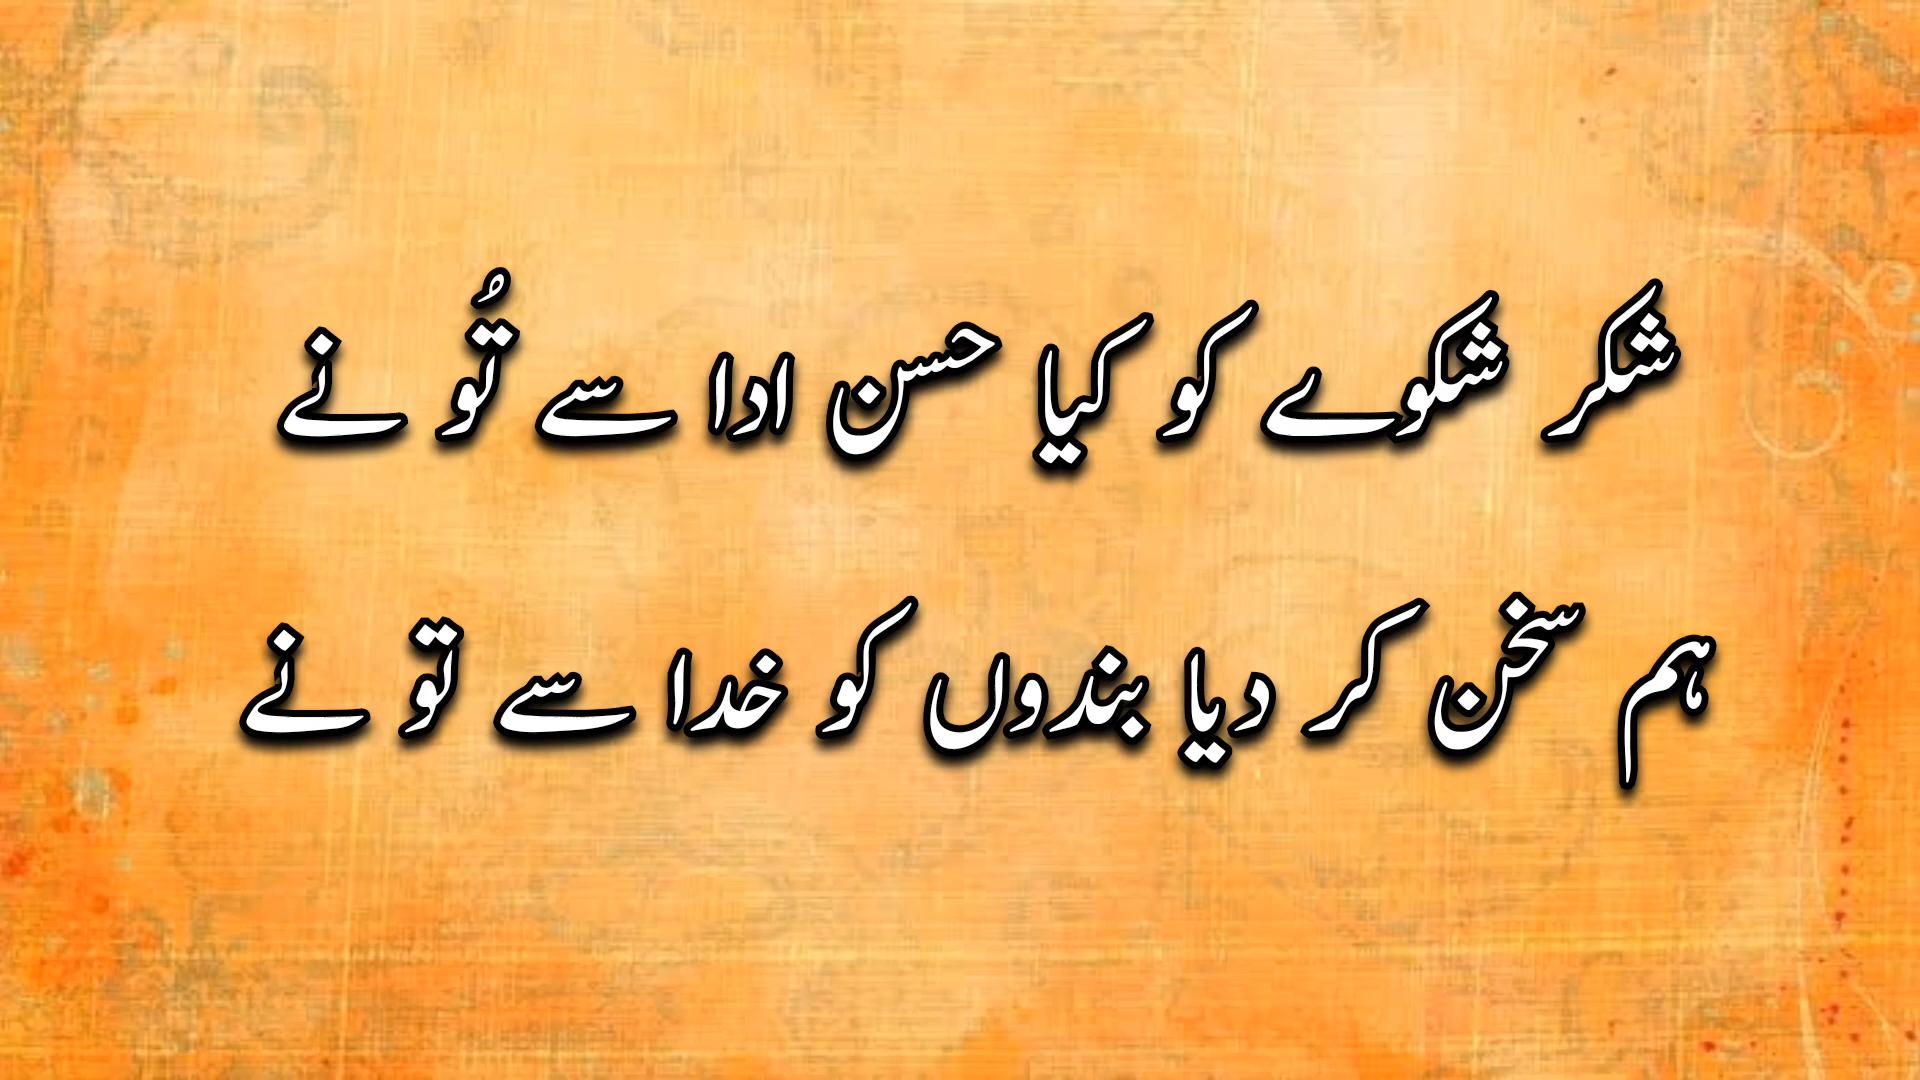 شکر شکوے کو کیا حسن ادا سے تُو نے
ہم سخن کر دیا بندوں کو خدا سے تو نے